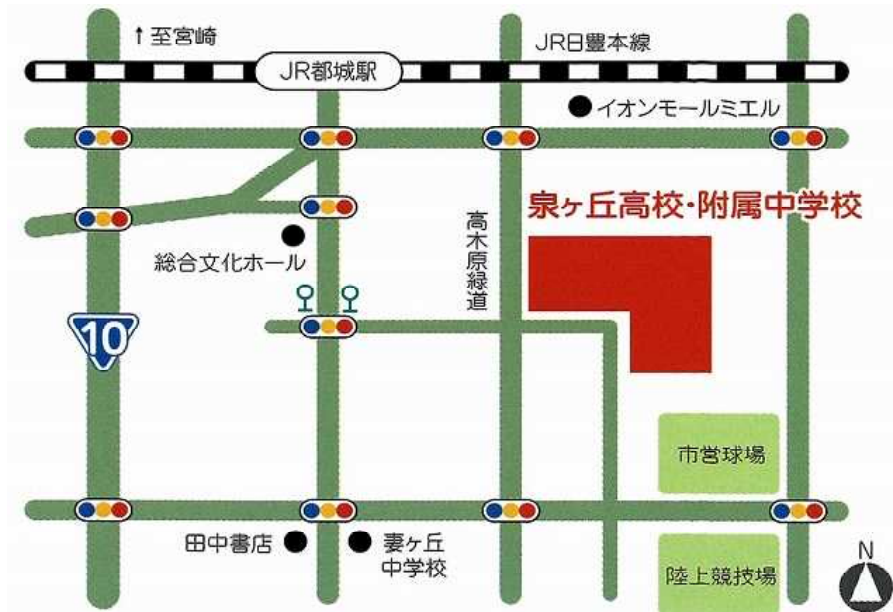 ↑至宮崎
JR日豊本線
JR都城駅
イオンモールミエル
泉ヶ丘高校・附属中学校
高木原緑道
総合文化ホール
10
市営球場
田中書店
妻ヶ丘
中学校
陸上競技場
N